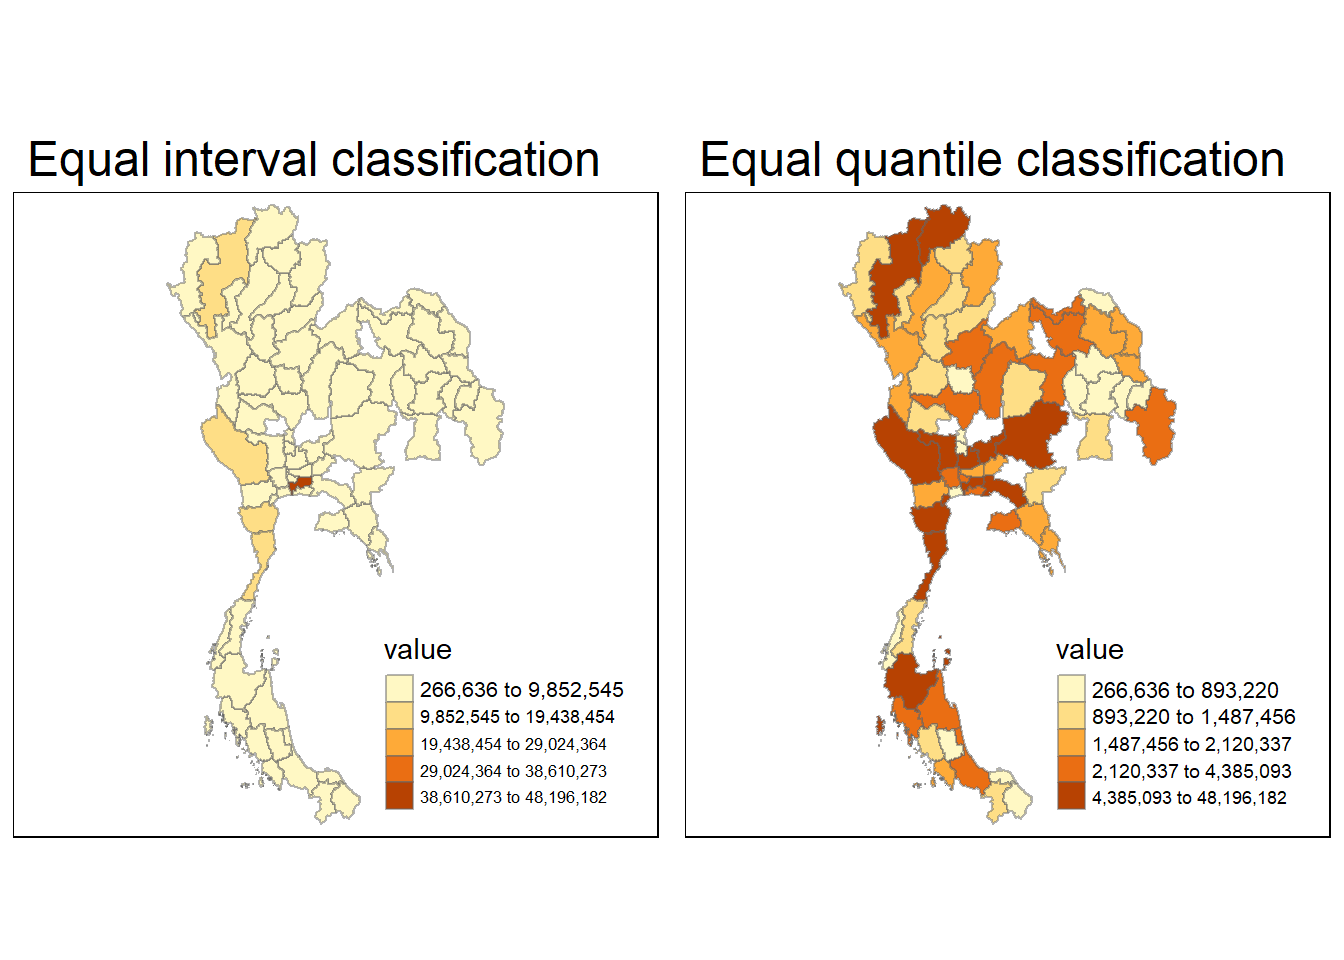 Equal interval classification
value
266,636 to 9,852,545
9,852,545 to 19,438,454
19,438,454 to 29,024,364
29,024,364 to 38,610,273
38,610,273 to 48,196,182
Equal quantile classification
value
266,636 to 893,220
893,220 to 1,487,456
1,487,456 to 2,120,337
2,120,337 to 4,385,093
4,385,093 to 48,196,182